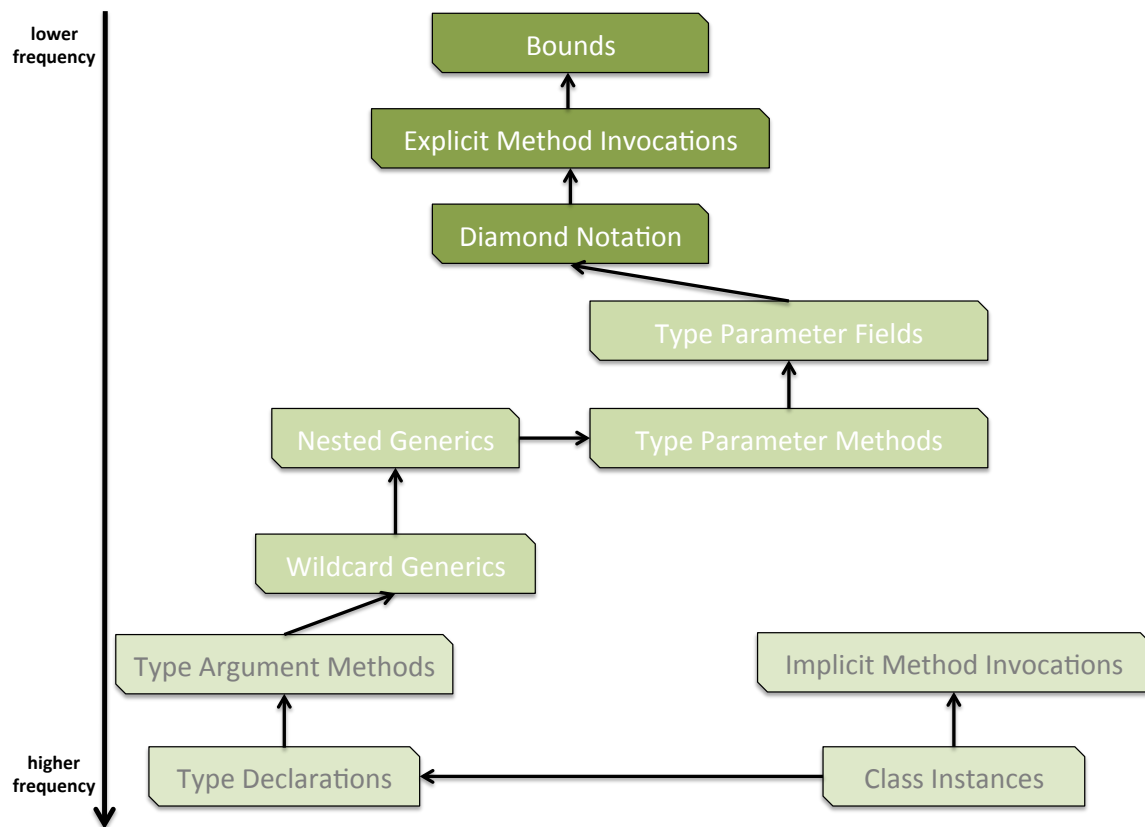 lower
frequency
Bounds
Explicit Method Invocations
Diamond Notation
Type Parameter Fields
Nested Generics
Type Parameter Methods
Wildcard Generics
Type Argument Methods
Implicit Method Invocations
higher
frequency
Type Declarations
Class Instances